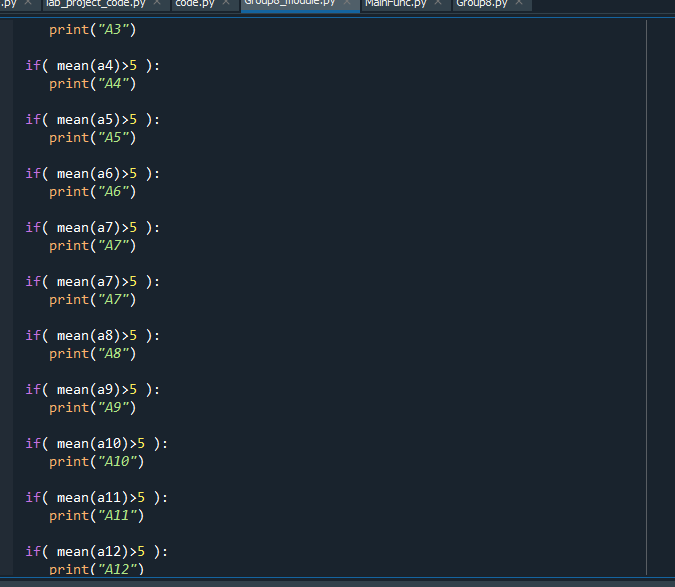 .py × lab_project_code.py × code.py × Group8_module.py × MainFunc.py × Group8.py ×
print("A3")
if( mean(a4)>5 ):
print("A4")
if( mean(a5)>5 ):
print("A5")
if( mean(a6)>5 ):
print("A6")
if( mean(a7)>5 ):
print("A7")
if( mean(a7)>5 ):
print("A7")
if( mean(a8)>5 ):
print("A8")
if( mean(a9)>5 ):
print("A9")
if( mean(a10)>5 ):
print("A10")
if( mean(a11)>5 ):
print("A11")
if( mean(a12)>5 ):
print("A12")